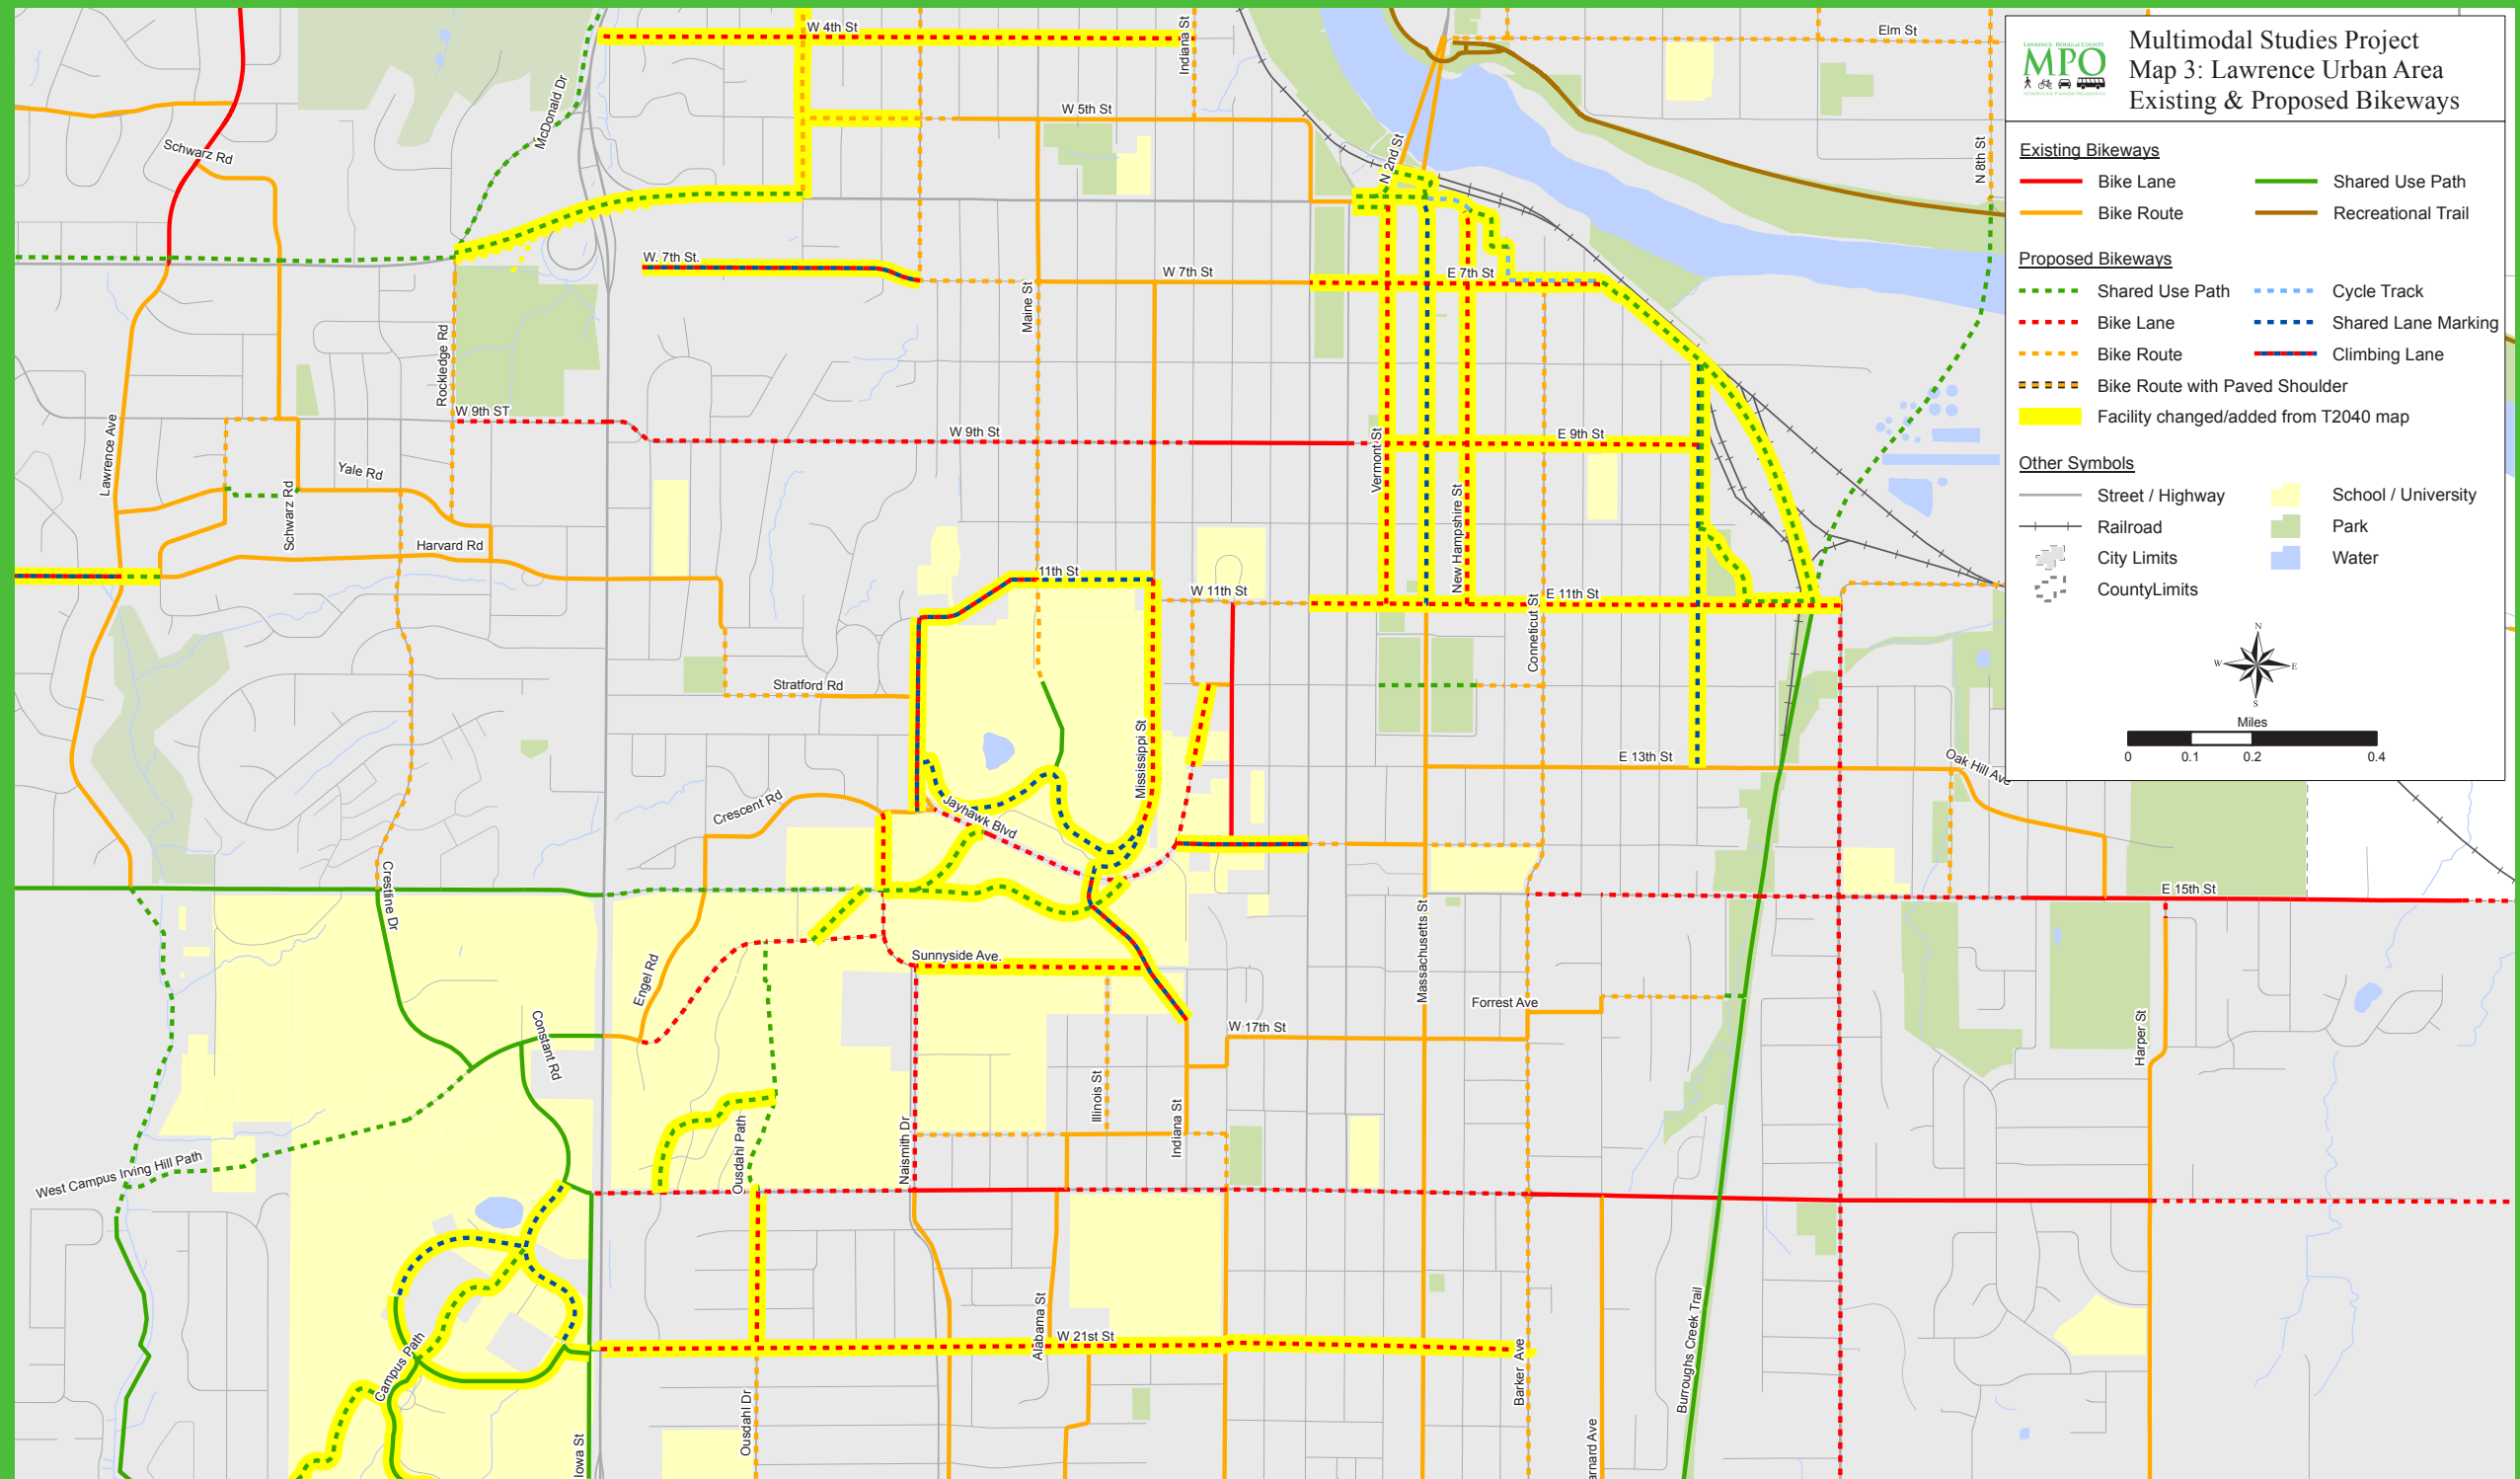 Multimodal Studies Project
Map 3: Lawrence Urban Area
Existing & Proposed Bikeways
LAWRENCE - DOUGLAS COUNTY
MPO
METROPOLITAN PLANNING ORGANIZATION
Existing Bikeways
Bike Lane
Shared Use Path
Bike Route
Recreational Trail
Proposed Bikeways
Shared Use Path
Cycle Track
Bike Lane
Shared Lane Marking
Bike Route
Climbing Lane
Bike Route with Paved Shoulder
Facility changed/added from T2040 map
Other Symbols
Street / Highway
School / University
Railroad
Park
City Limits
Water
CountyLimits
N
W
E
S
Miles
0
0.1
0.2
0.4
W 4th St
Indiana St
Elm St
McDonald Dr
W 5th St
Schwarz Rd
N 2nd St
N 8th St
W. 7th St.
W 7th St
E 7th St
Maine St
Rockledge Rd
W 9th ST
W 9th St
E 9th St
Lawrence Ave
Yale Rd
Schwarz Rd
Vermont St
New Hampshire St
Harvard Rd
11th St
W 11th St
E 11th St
Connecticut St
Stratford Rd
Mississippi St
E 13th St
Oak Hill Ave
Crescent Rd
Jayhawk Blvd
Crestline Dr
E 15th St
Massachusetts St
Sunnyside Ave.
Engel Rd
Forrest Ave
Constant Rd
W 17th St
Harper St
Illinois St
Indiana St
Naismith Dr
Ousdahl Path
West Campus Irving Hill Path
Alabama St
W 21st St
Campus Path
Barker Ave
Burroughs Creek Trail
Ousdahl Dr
Iowa St
arnard Ave